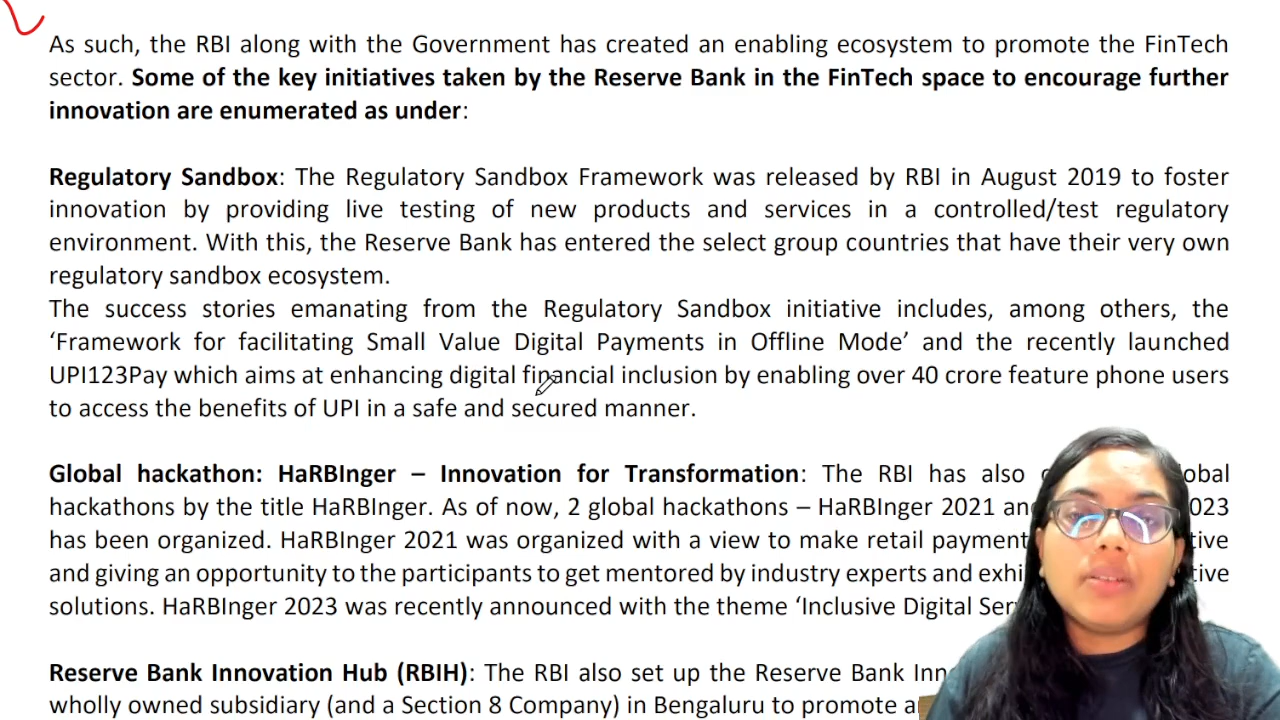 As such, the RBI along with the Government has created an enabling ecosystem to promote the FinTech
sector. Some of the key initiatives taken by the Reserve Bank in the FinTech space to encourage further
innovation are enumerated as under:
Regulatory Sandbox: The Regulatory Sandbox Framework was released by RBI in August 2019 to foster
innovation by providing live testing of new products and services in a controlled/test regulatory
environment. With this, the Reserve Bank has entered the select group countries that have their very own
regulatory sandbox ecosystem.
The success stories emanating from the Regulatory Sandbox initiative includes, among others, the
‘Framework for facilitating Small Value Digital Payments in Offline Mode’ and the recently launched
UPI123Pay which aims at enhancing digital financial inclusion by enabling over 40 crore feature phone users
to access the benefits of UPI in a safe and secured manner.
Global hackathon: HaRBInger – Innovation for Transformation: The RBI has also
hackathons by the title HaRBInger. As of now, 2 global hackathons – HaRBInger 2021
has been organized. HaRBInger 2021 was organized with a view to make retail
and giving an opportunity to the participants to get mentored by industry experts and
solutions. HaRBInger 2023 was recently announced with the theme ‘Inclusive Digital
Reserve Bank Innovation Hub (RBIH): The RBI also set up the Reserve Bank
wholly owned subsidiary (and a Section 8 Company) in Bengaluru to promote